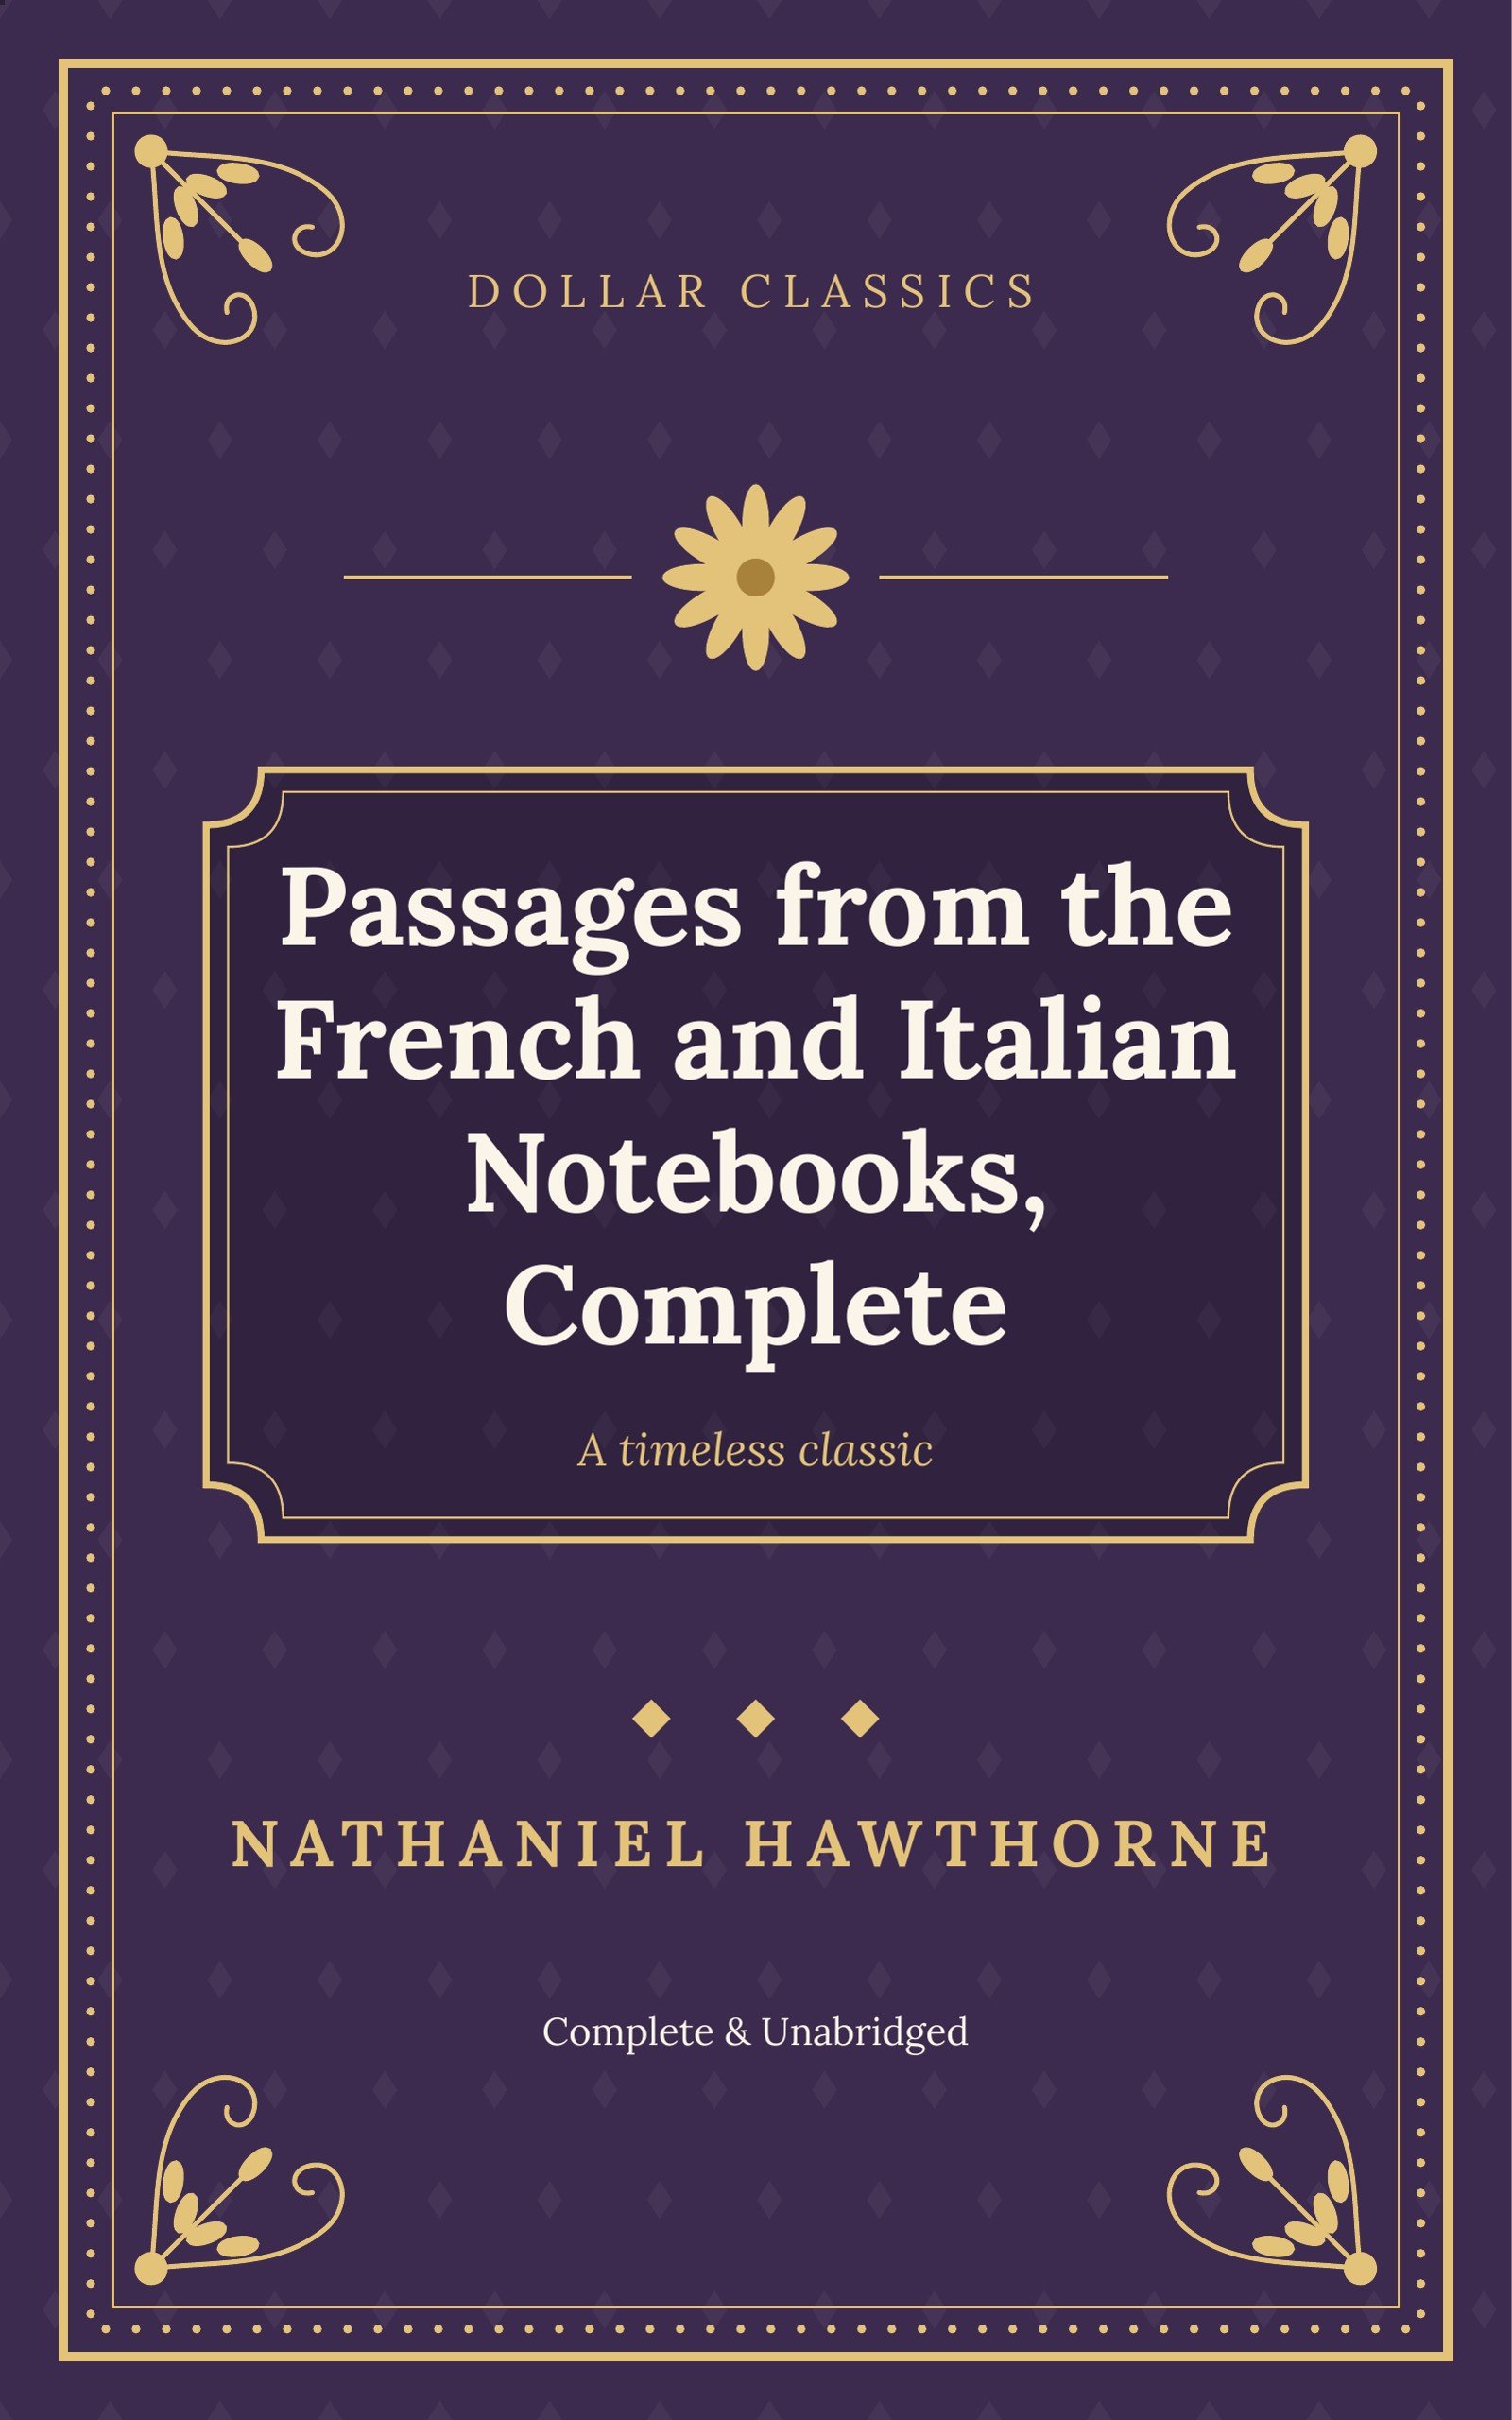 DOLLAR CLASSICS
Passages from the
French and Italian
Notebooks,
Complete
A timeless classic
NATHANIEL HAWTHORNE
Complete & Unabridged